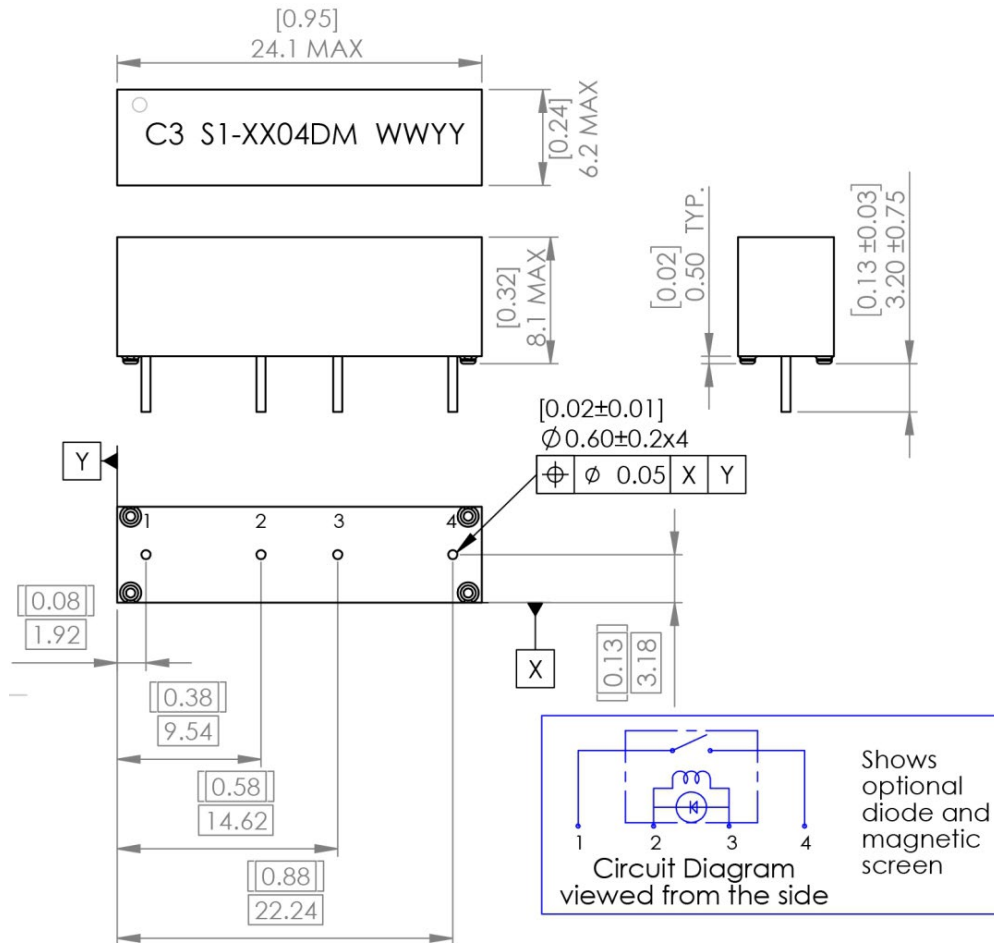 [0.95]
24.1 MAX
C3 S1-XX04DM WWYY
[0.24]
6.2 MAX
[0.32]
8.1 MAX
[0.02]
0.50 TYP.
[0.13 ±0.03]
3.20 ±0.75
[0.02±0.01]
Ø0.60±0.2x4
⌖ Ø 0.05 X Y
Y
1 2 3 4
[0.08]
1.92
X
[0.13]
3.18
[0.38]
9.54
[0.58]
14.62
[0.88]
22.24
1 2 3 4
Circuit Diagram
viewed from the side
Shows
optional
diode and
magnetic
screen